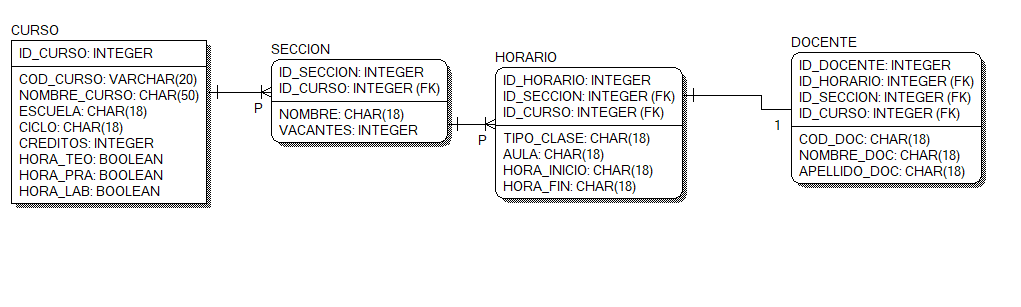 CURSO
ID_CURSO: INTEGER
COD_CURSO: VARCHAR(20)
NOMBRE_CURSO: CHAR(50)
ESCUELA: CHAR(18)
CICLO: CHAR(18)
CREDITOS: INTEGER
HORA_TEO: BOOLEAN
HORA_PRA: BOOLEAN
HORA_LAB: BOOLEAN
P
SECCION
ID_SECCION: INTEGER
ID_CURSO: INTEGER (FK)
NOMBRE: CHAR(18)
VACANTES: INTEGER
P
HORARIO
ID_HORARIO: INTEGER
ID_SECCION: INTEGER (FK)
ID_CURSO: INTEGER (FK)
TIPO_CLASE: CHAR(18)
AULA: CHAR(18)
HORA_INICIO: CHAR(18)
HORA_FIN: CHAR(18)
1
DOCENTE
ID_DOCENTE: INTEGER
ID_HORARIO: INTEGER (FK)
ID_SECCION: INTEGER (FK)
ID_CURSO: INTEGER (FK)
COD_DOC: CHAR(18)
NOMBRE_DOC: CHAR(18)
APELLIDO_DOC: CHAR(18)